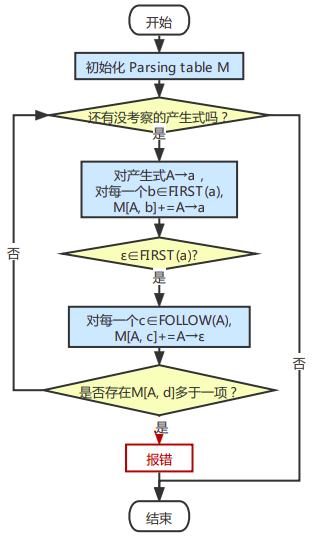 开始
初始化 Parsing table M
还有没考察的产生式吗？
是
对产生式A→a，
对每一个b∈FIRST(a),
M[A, b]+=A→a
ε∈FIRST(a)?
是
否
对每一个c∈FOLLOW(A),
M[A, c]+=A→ε
否
是否存在M[A, d]多于一项？
是
报错
结束